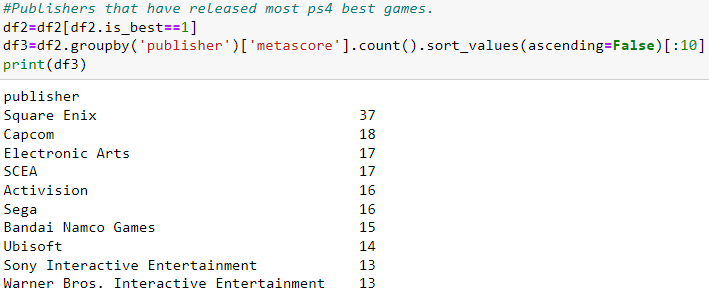 #Publishers that have released most ps4 best games.
df2=df2[df2.is_best==1]
df3=df2.groupby('publisher')['metascore'].count().sort_values(ascending=False)[:10]
print(df3)
publisher
Square Enix 37
Capcom 18
Electronic Arts 17
SCEA 17
Activision 16
Sega 16
Bandai Namco Games 15
Ubisoft 14
Sony Interactive Entertainment 13
Warner Bros. Interactive Entertainment 13